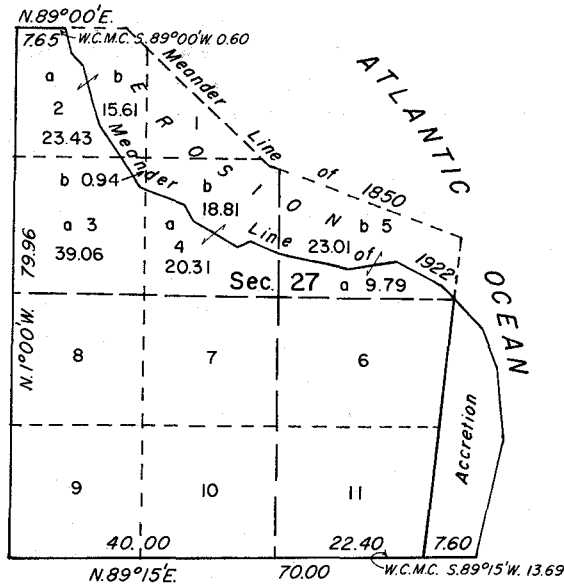 N.89°00'E.
7.65 W.C.M.C. S.89°00'W. 0.60
ATLANTIC
OCEAN
Meander Line of 1850
EROSION
Meander Line of 1922
a b
2 15.61 1
23.43
b 0.94
a 3
39.06
b
18.81
a
4
20.31
b 5
23.01
a 9.79
79.96
N.1°00'W.
Sec. 27
8 7 6
9 10 11
Accretion
40.00 22.40 7.60
W.C.M.C. S.89°15'W. 13.69
N.89°15'E. 70.00